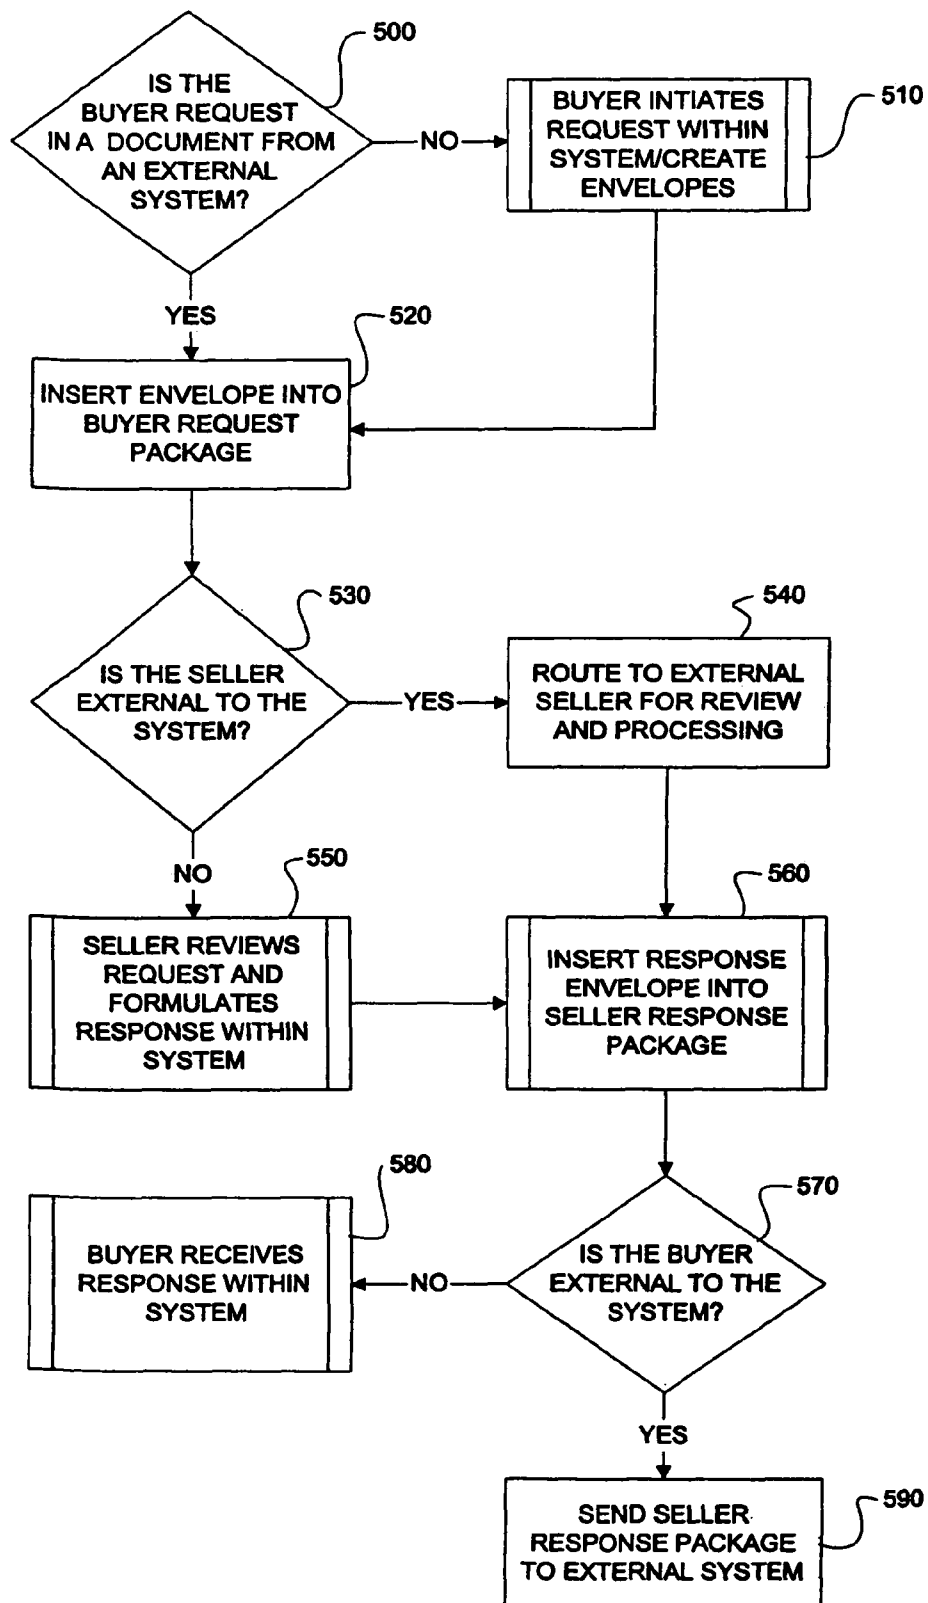 500
IS THE
BUYER REQUEST
IN A DOCUMENT FROM
AN EXTERNAL
SYSTEM?
NO
BUYER INTIATES
REQUEST WITHIN
SYSTEM/CREATE
ENVELOPES
510
YES
520
INSERT ENVELOPE INTO
BUYER REQUEST
PACKAGE
530
IS THE SELLER
EXTERNAL TO THE
SYSTEM?
YES
540
ROUTE TO EXTERNAL
SELLER FOR REVIEW
AND PROCESSING
NO
550
SELLER REVIEWS
REQUEST AND
FORMULATES
RESPONSE WITHIN
SYSTEM
560
INSERT RESPONSE
ENVELOPE INTO
SELLER RESPONSE
PACKAGE
570
IS THE BUYER
EXTERNAL TO THE
SYSTEM?
NO
580
BUYER RECEIVES
RESPONSE WITHIN
SYSTEM
YES
590
SEND SELLER
RESPONSE PACKAGE
TO EXTERNAL SYSTEM